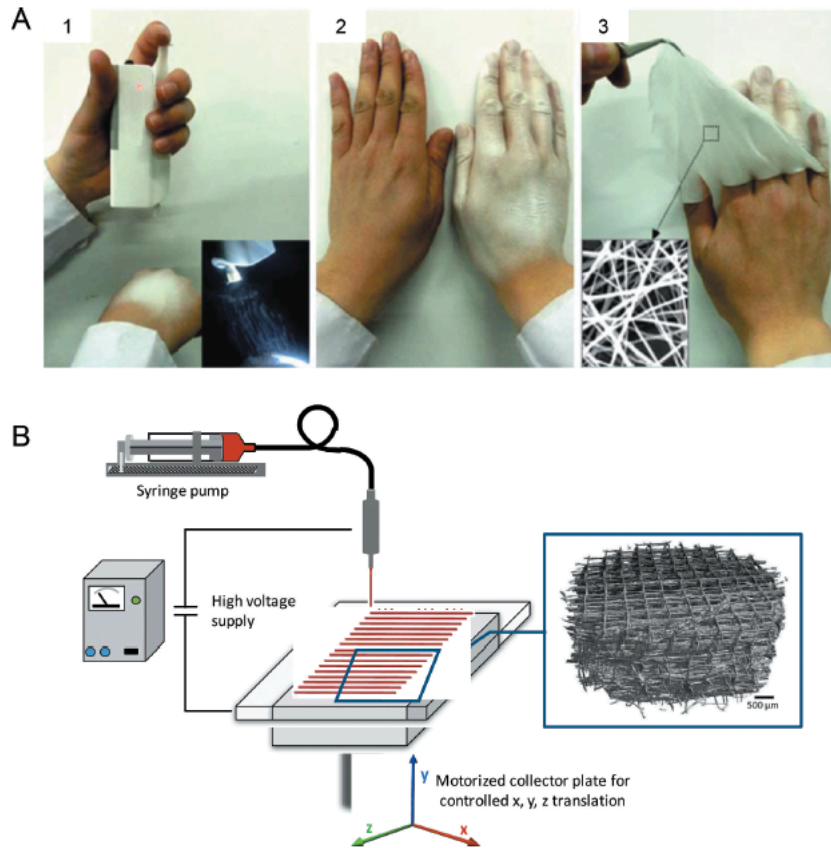 A
1
2
3
B
Syringe pump
High voltage
supply
500 µm
y
Motorized collector plate for
controlled x, y, z translation
z
x